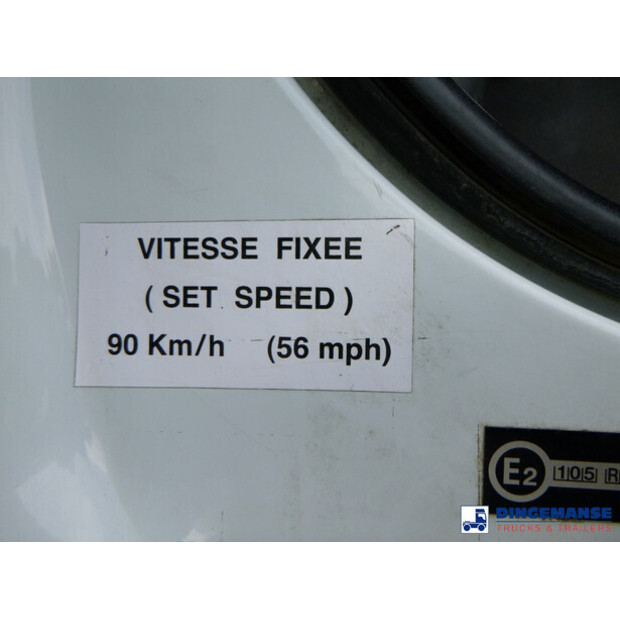 VITESSE FIXEE
(SET SPEED)
90 Km/h (56 mph)
E2 105 R
DINGEMANSE
TRUCKS & TRAILERS